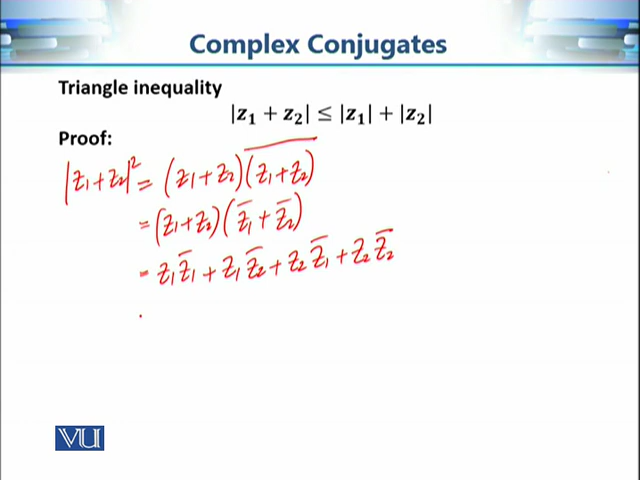 Complex Conjugates
Triangle inequality
|z₁ + z₂| ≤ |z₁| + |z₂|
Proof:
|z₁+z₂|² = (z₁+z₂)(z₁+z₂)‾
= (z₁+z₂)(z̅₁ + z̅₂)
= z₁z̅₁ + z₁z̅₂ + z₂z̅₁ + z₂z̅₂
VU